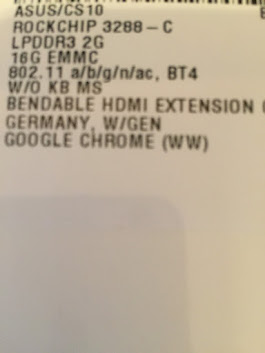 ASUS/CS10
ROCKCHIP 3288-C
LPDDR3 2G
16G EMMC
802.11 a/b/g/n/ac, BT4
W/O KB MS
BENDABLE HDMI EXTENSION
GERMANY, W/GEN
GOOGLE CHROME (WW)